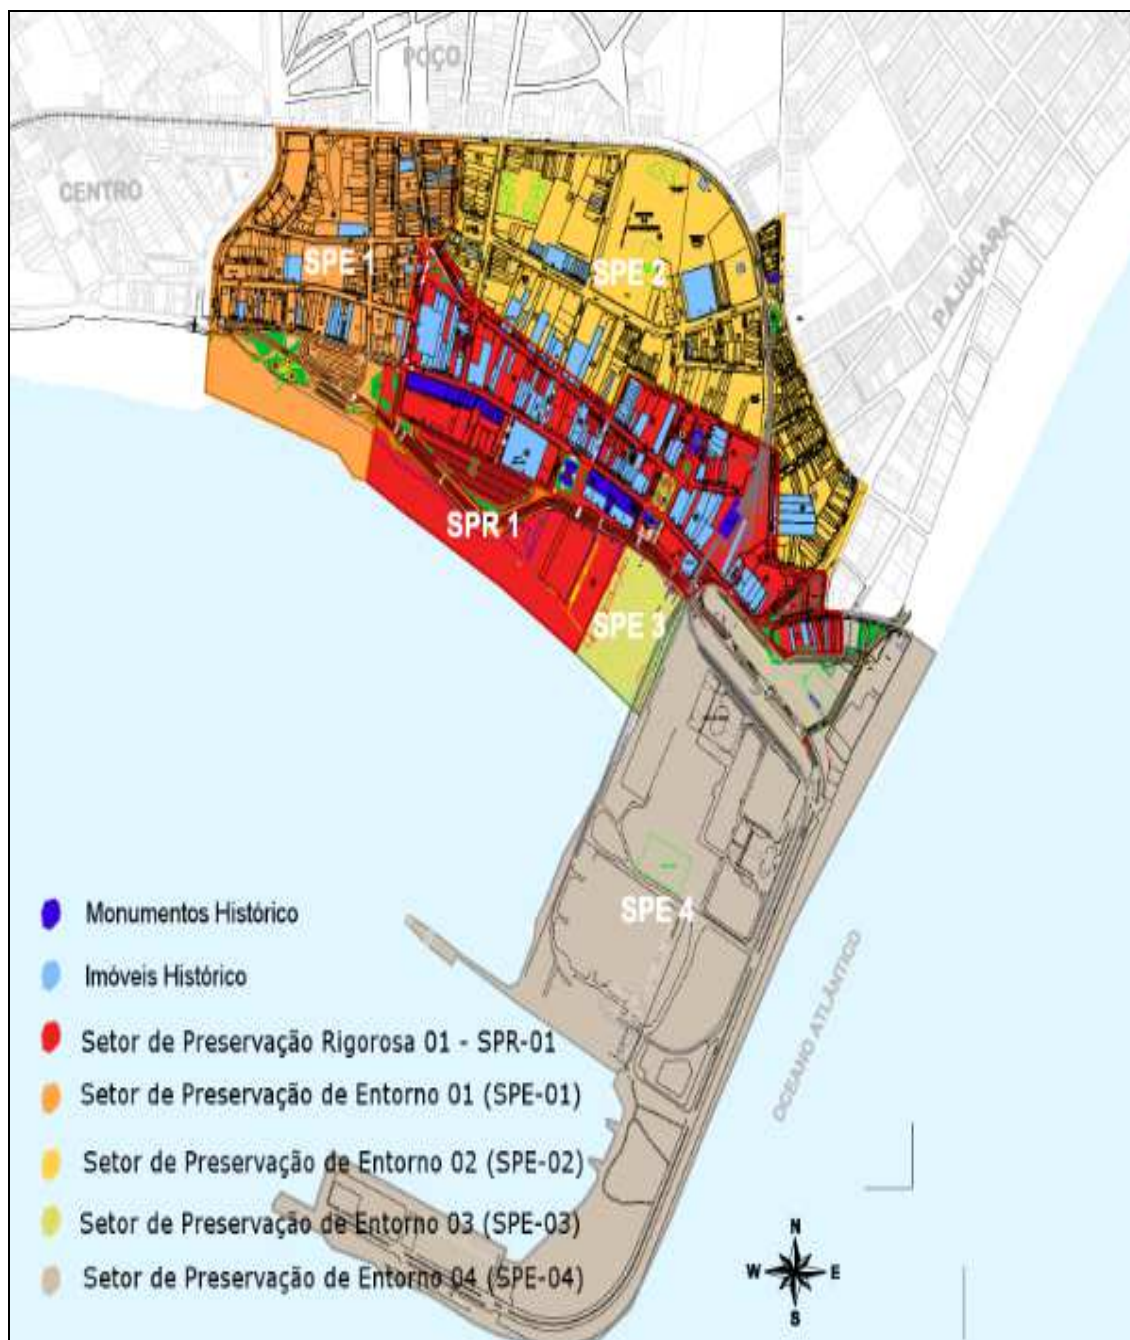 POÇO
CENTRO
PAJUÇARA
SPE 1
SPE 2
SPR 1
SPE 3
SPE 4
OCEANO ATLÂNTICO
Monumentos Histórico
Imóveis Histórico
Setor de Preservação Rigorosa 01 - SPR-01
Setor de Preservação de Entorno 01 (SPE-01)
Setor de Preservação de Entorno 02 (SPE-02)
Setor de Preservação de Entorno 03 (SPE-03)
Setor de Preservação de Entorno 04 (SPE-04)
N
W E
S